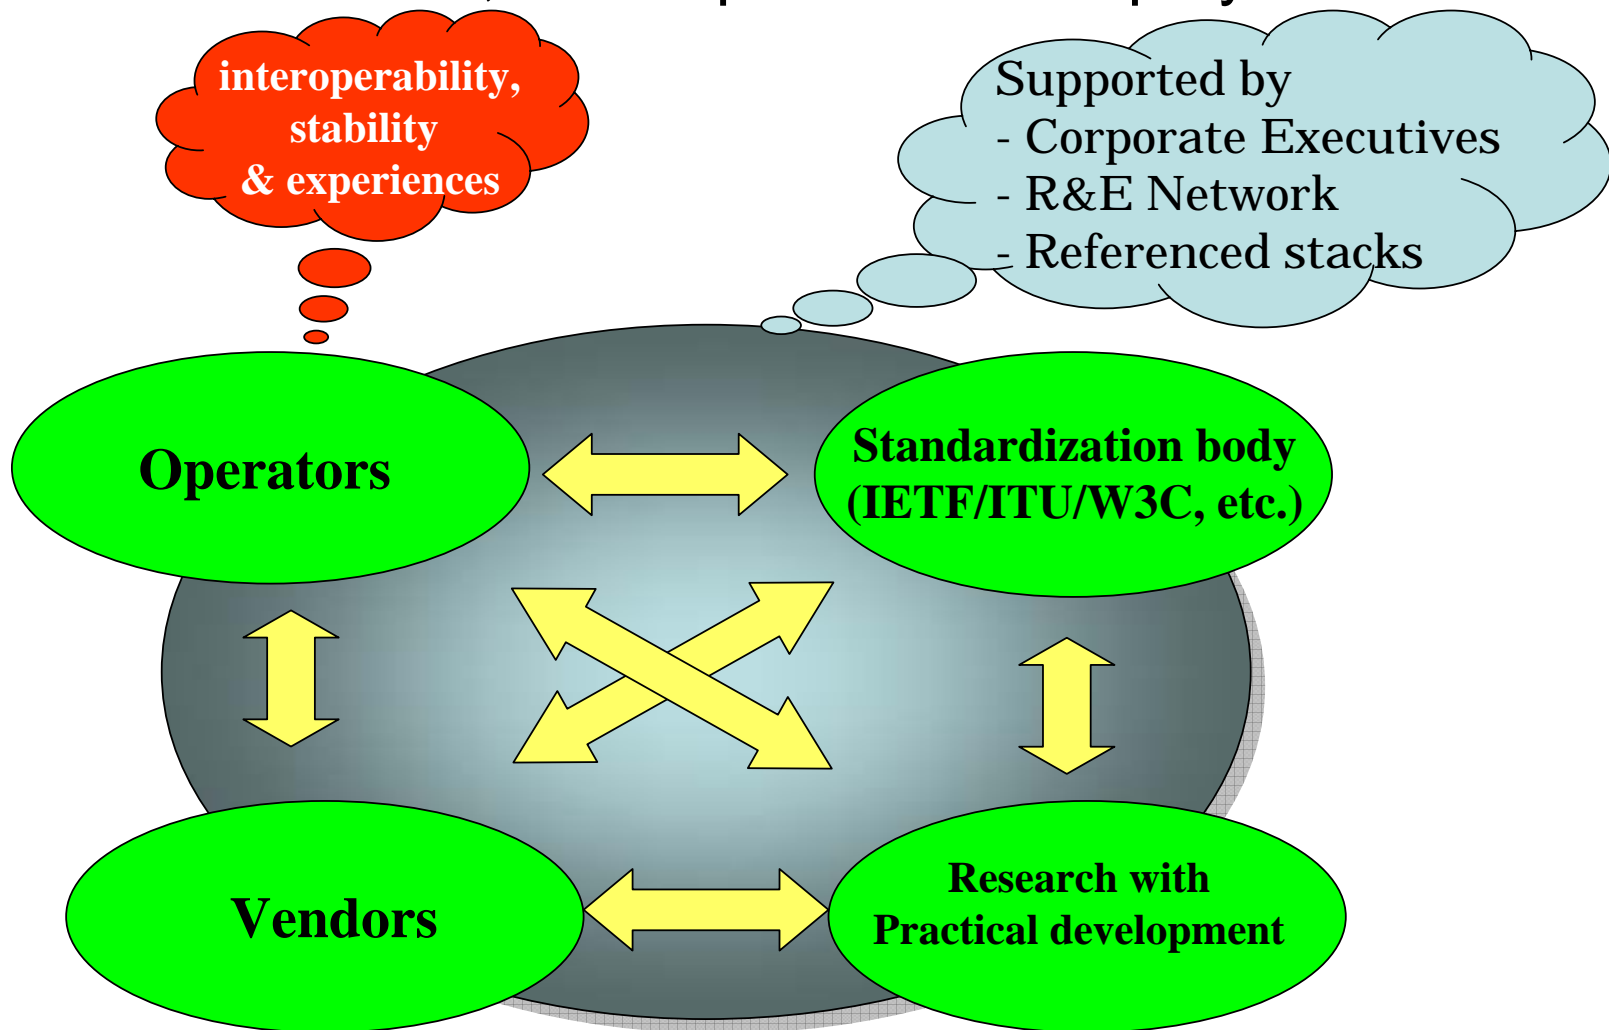 interoperability,
stability
& experiences
Supported by
- Corporate Executives
- R&E Network
- Referenced stacks
Operators
Standardization body
(IETF/ITU/W3C, etc.)
Vendors
Research with
Practical development